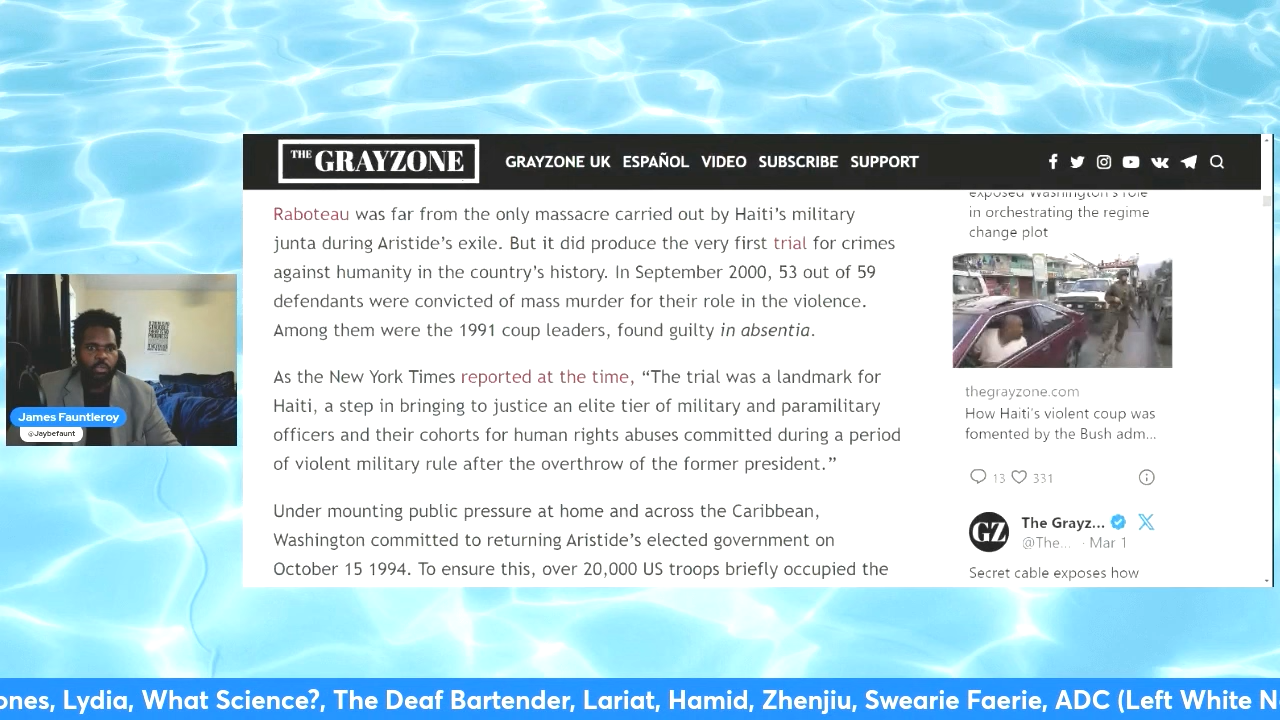 THE GRAYZONE
GRAYZONE UK ESPAÑOL VIDEO SUBSCRIBE SUPPORT
Raboteau was far from the only massacre carried out by Haiti's military
junta during Aristide's exile. But it did produce the very first trial for crimes
against humanity in the country's history. In September 2000, 53 out of 59
defendants were convicted of mass murder for their role in the violence.
Among them were the 1991 coup leaders, found guilty in absentia.
As the New York Times reported at the time, “The trial was a landmark for
Haiti, a step in bringing to justice an elite tier of military and paramilitary
officers and their cohorts for human rights abuses committed during a period
of violent military rule after the overthrow of the former president.”
Under mounting public pressure at home and across the Caribbean,
Washington committed to returning Aristide's elected government on
October 15 1994. To ensure this, over 20,000 US troops briefly occupied the
exposed Washington's role
in orchestrating the regime
change plot
thegrayzone.com
How Haiti's violent coup was
fomented by the Bush adm...
13 331
GZ
The Grayz...
@The... · Mar 1
Secret cable exposes how
James Fauntleroy
@Jaybefaunt
ones, Lydia, What Science?, The Deaf Bartender, Lariat, Hamid, Zhenjiu, Swearie Faerie, ADC (Left White N